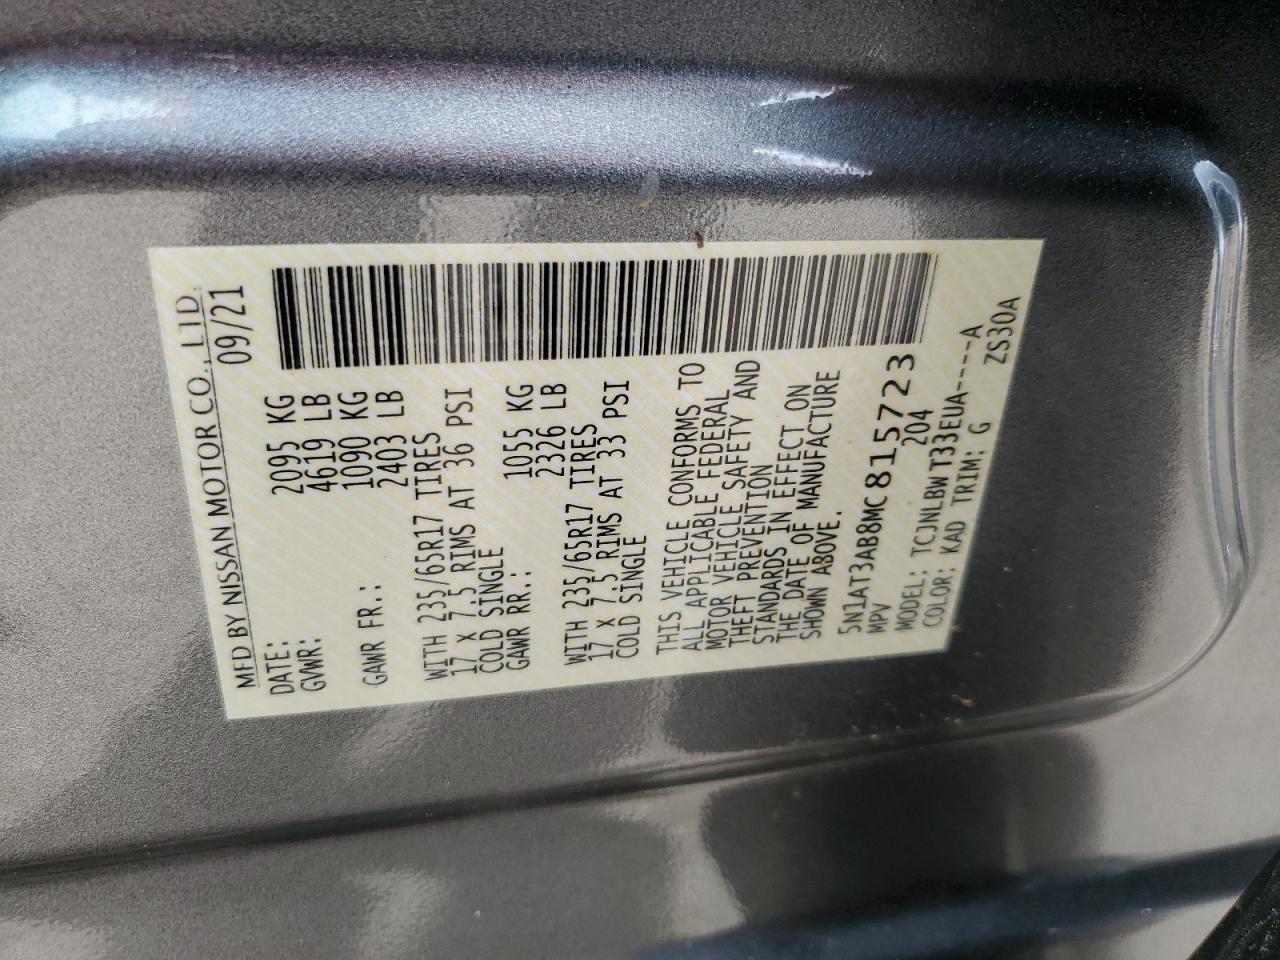 MFD BY NISSAN MOTOR CO., LTD.
DATE: 09/21
GVWR: 2095 KG
4619 LB
GAWR FR.: 1090 KG
2403 LB
WITH 235/65R17 TIRES
17 X 7.5 RIMS AT 36 PSI
COLD SINGLE
GAWR RR.: 1055 KG
2326 LB
WITH 235/65R17 TIRES
17 X 7.5 RIMS AT 33 PSI
COLD SINGLE
THIS VEHICLE CONFORMS TO
ALL APPLICABLE FEDERAL
MOTOR VEHICLE SAFETY AND
THEFT PREVENTION
STANDARDS IN EFFECT ON
THE DATE OF MANUFACTURE
SHOWN ABOVE.
5N1AT3AB8MC815723
MPV 204
MODEL: TCJNLBWT33EUA-----A
COLOR: KAD TRIM: G ZS30A